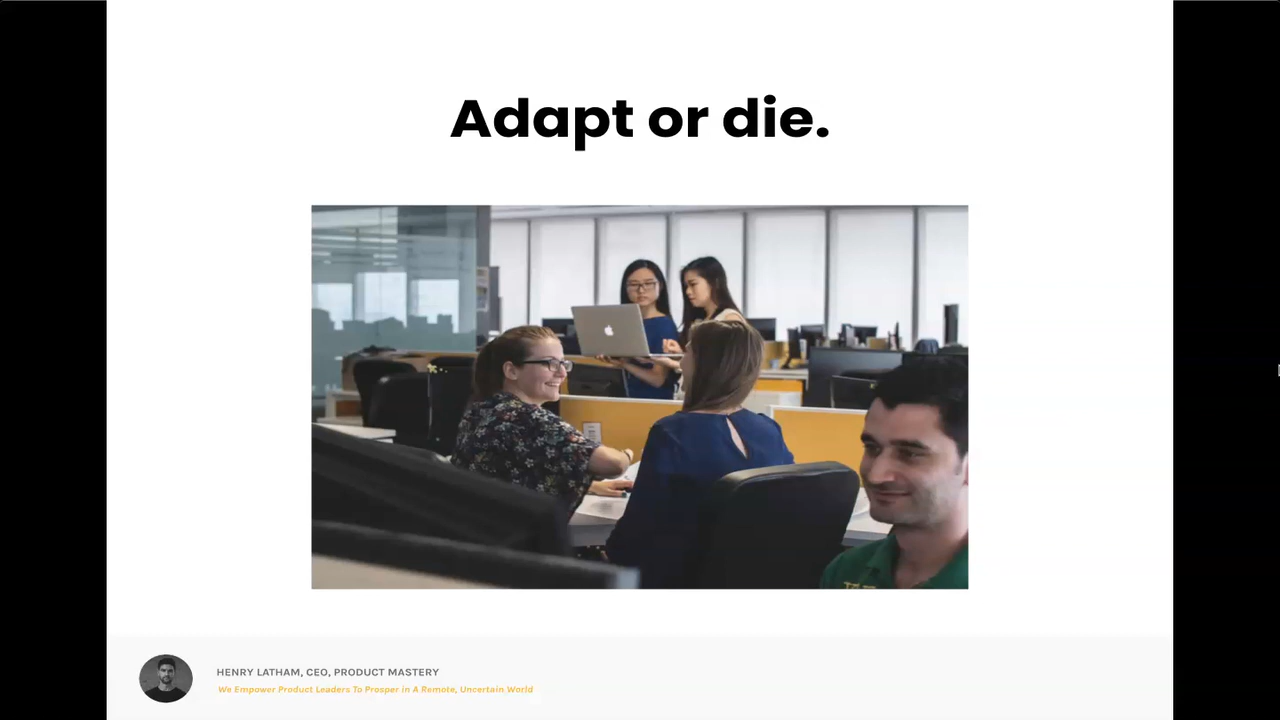 Adapt or die.
HENRY LATHAM, CEO, PRODUCT MASTERY
We Empower Product Leaders To Prosper in A Remote, Uncertain World